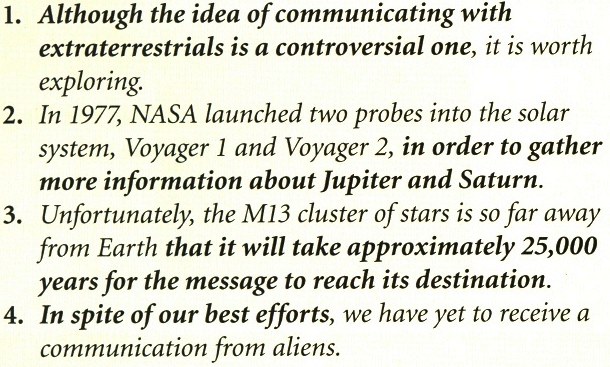 1. Although the idea of communicating with
extraterrestrials is a controversial one, it is worth
exploring.
2. In 1977, NASA launched two probes into the solar
system, Voyager 1 and Voyager 2, in order to gather
more information about Jupiter and Saturn.
3. Unfortunately, the M13 cluster of stars is so far away
from Earth that it will take approximately 25,000
years for the message to reach its destination.
4. In spite of our best efforts, we have yet to receive a
communication from aliens.